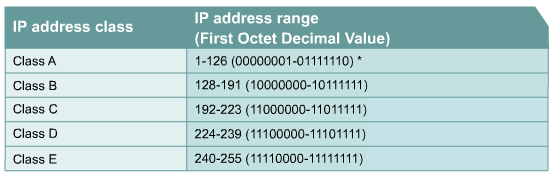 IP address class
IP address range
(First Octet Decimal Value)
Class A
1-126 (00000001-01111110) *
Class B
128-191 (10000000-10111111)
Class C
192-223 (11000000-11011111)
Class D
224-239 (11100000-11101111)
Class E
240-255 (11110000-11111111)